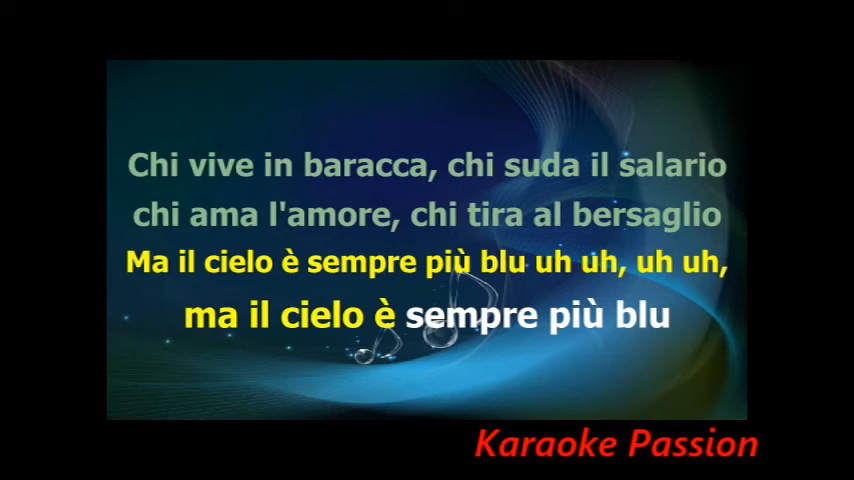 Chi vive in baracca, chi suda il salario
chi ama l'amore, chi tira al bersaglio
Ma il cielo è sempre più blu uh uh, uh uh,
ma il cielo è sempre più blu
Karaoke Passion